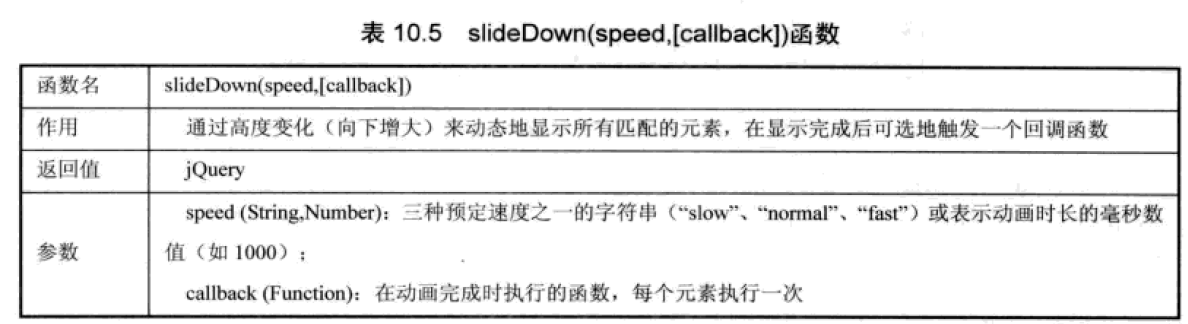 表 10.5 slideDown(speed,[callback])函数
函数名 slideDown(speed,[callback])
作用 通过高度变化（向下增大）来动态地显示所有匹配的元素，在显示完成后可选地触发一个回调函数
返回值 jQuery
speed (String,Number)：三种预定速度之一的字符串（“slow”、“normal”、“fast”）或表示动画时长的毫秒数
参数 值（如 1000）；
callback (Function)：在动画完成时执行的函数，每个元素执行一次